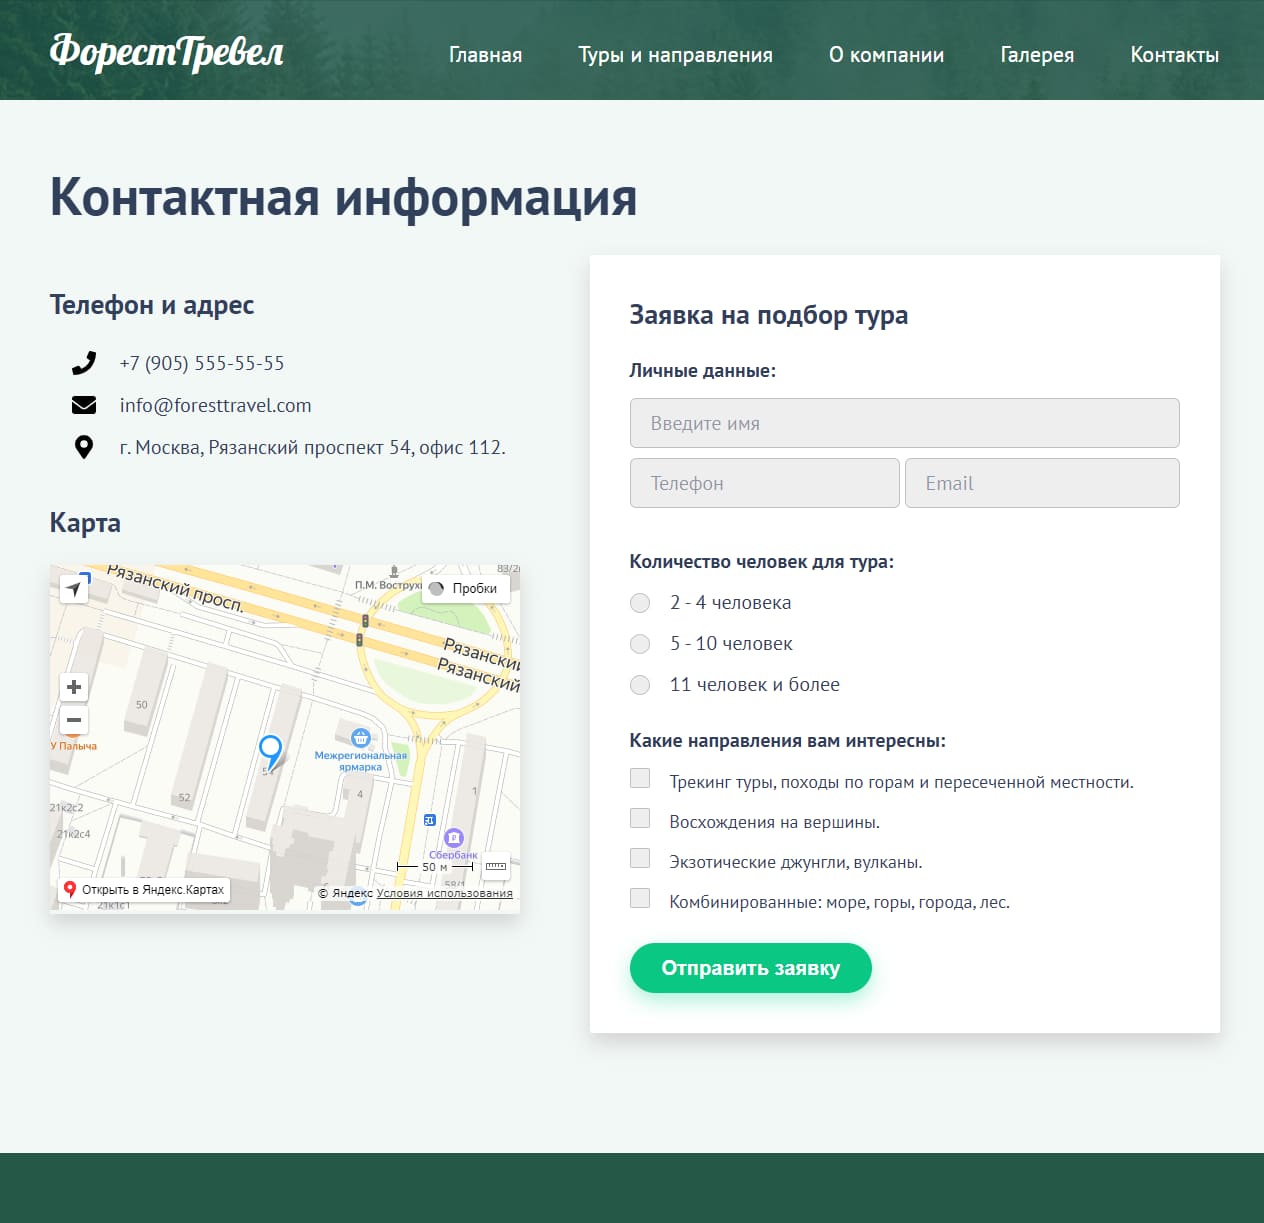 ФорестТревел
Главная
Туры и направления
О компании
Галерея
Контакты
Контактная информация
Телефон и адрес
+7 (905) 555-55-55
info@foresttravel.com
г. Москва, Рязанский проспект 54, офис 112.
Карта
Рязанский просп.
П.М. Вострух
83/2
Пробки
Рязанский
Рязанский
50
У Палыча
Межрегиональная
ярмарка
52
4
1
21к2с2
21к2с4
Сбербанк
50 м
58/1
Открыть в Яндекс.Картах
© Яндекс Условия использования
21к1с1
Заявка на подбор тура
Личные данные:
Введите имя
Телефон
Email
Количество человек для тура:
2 - 4 человека
5 - 10 человек
11 человек и более
Какие направления вам интересны:
Трекинг туры, походы по горам и пересеченной местности.
Восхождения на вершины.
Экзотические джунгли, вулканы.
Комбинированные: море, горы, города, лес.
Отправить заявку